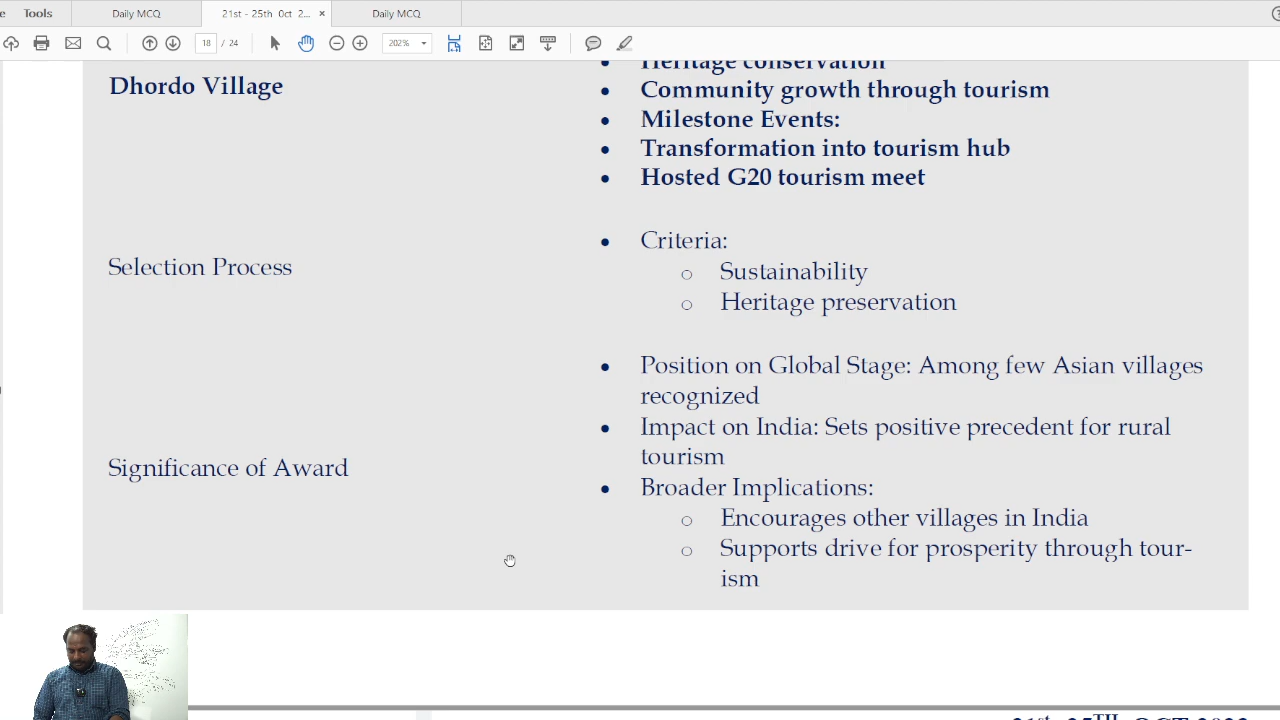 e Tools Daily MCQ 21st - 25th Oct 2... × Daily MCQ
18 / 24 202%
Heritage conservation
Dhordo Village
Community growth through tourism
Milestone Events:
Transformation into tourism hub
Hosted G20 tourism meet
Criteria:
Selection Process
Sustainability
Heritage preservation
Position on Global Stage: Among few Asian villages
recognized
Impact on India: Sets positive precedent for rural
tourism
Significance of Award
Broader Implications:
Encourages other villages in India
Supports drive for prosperity through tour-
ism